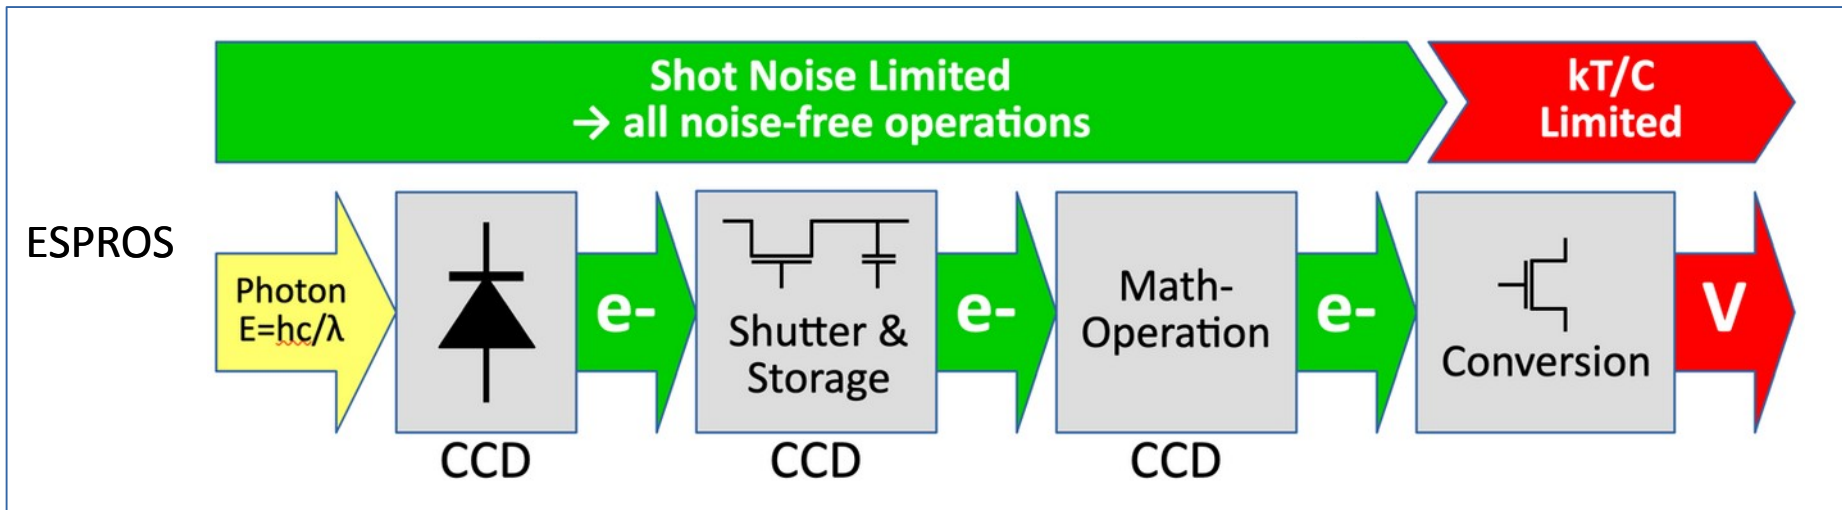 Shot Noise Limited
→ all noise-free operations
kT/C
Limited
ESPROS
Photon
E=hc/λ
e-
Shutter &
Storage
e-
Math-
Operation
e-
Conversion
V
CCD
CCD
CCD